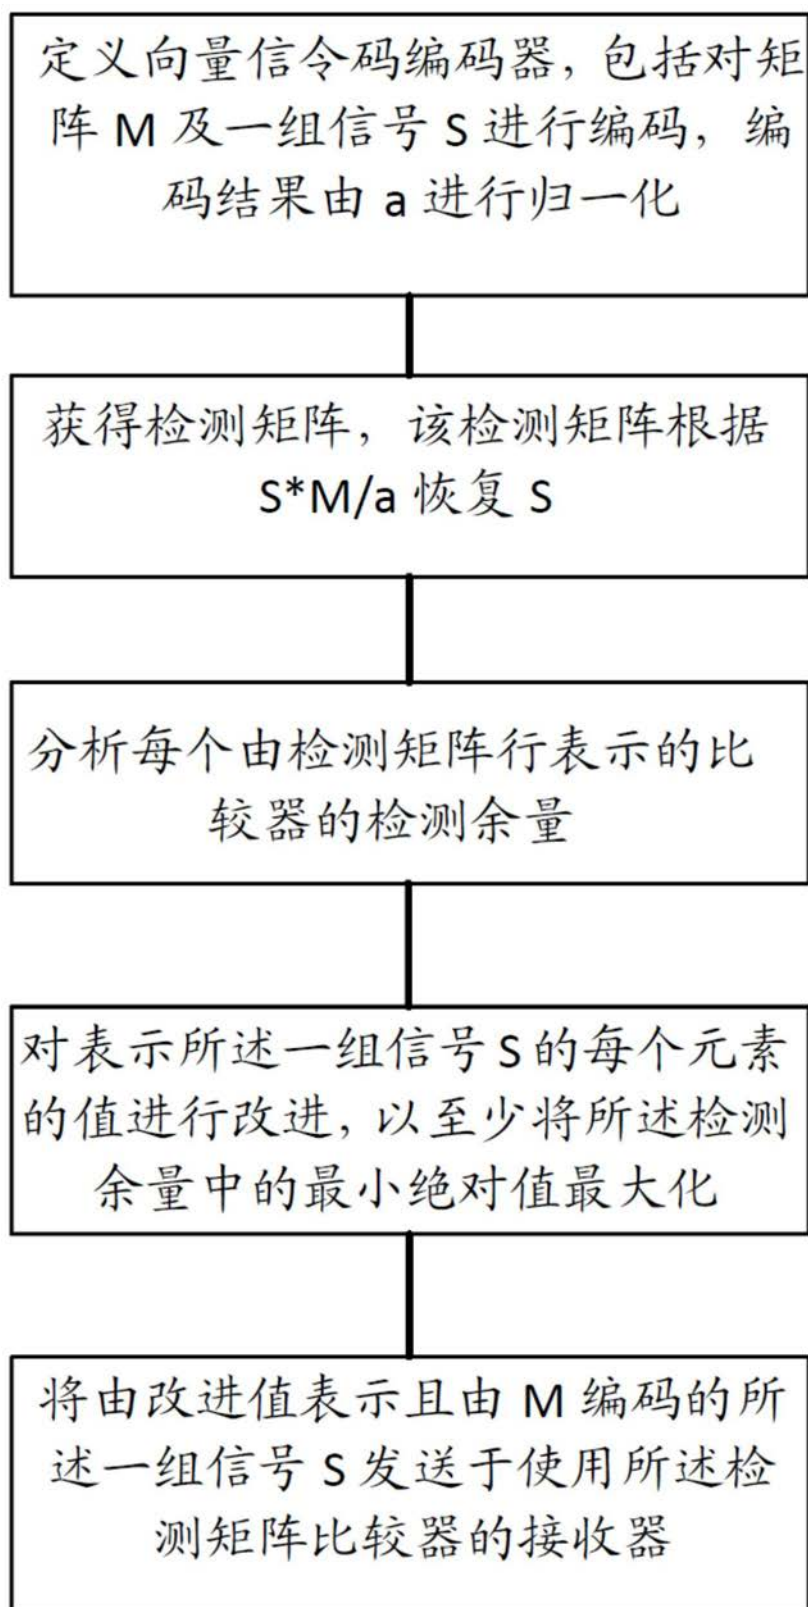 定义向量信令码编码器，包括对矩
阵 M 及一组信号 S 进行编码，编
码结果由 a 进行归一化
获得检测矩阵，该检测矩阵根据
S*M/a 恢复 S
分析每个由检测矩阵行表示的比
较器的检测余量
对表示所述一组信号 S 的每个元素
的值进行改进，以至少将所述检测
余量中的最小绝对值最大化
将由改进值表示且由 M 编码的所
述一组信号 S 发送于使用所述检
测矩阵比较器的接收器